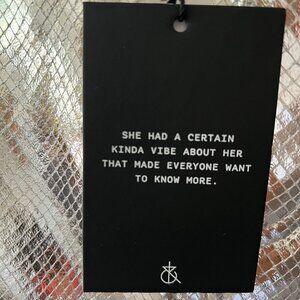 SHE HAD A CERTAIN
KINDA VIBE ABOUT HER
THAT MADE EVERYONE WANT
TO KNOW MORE.